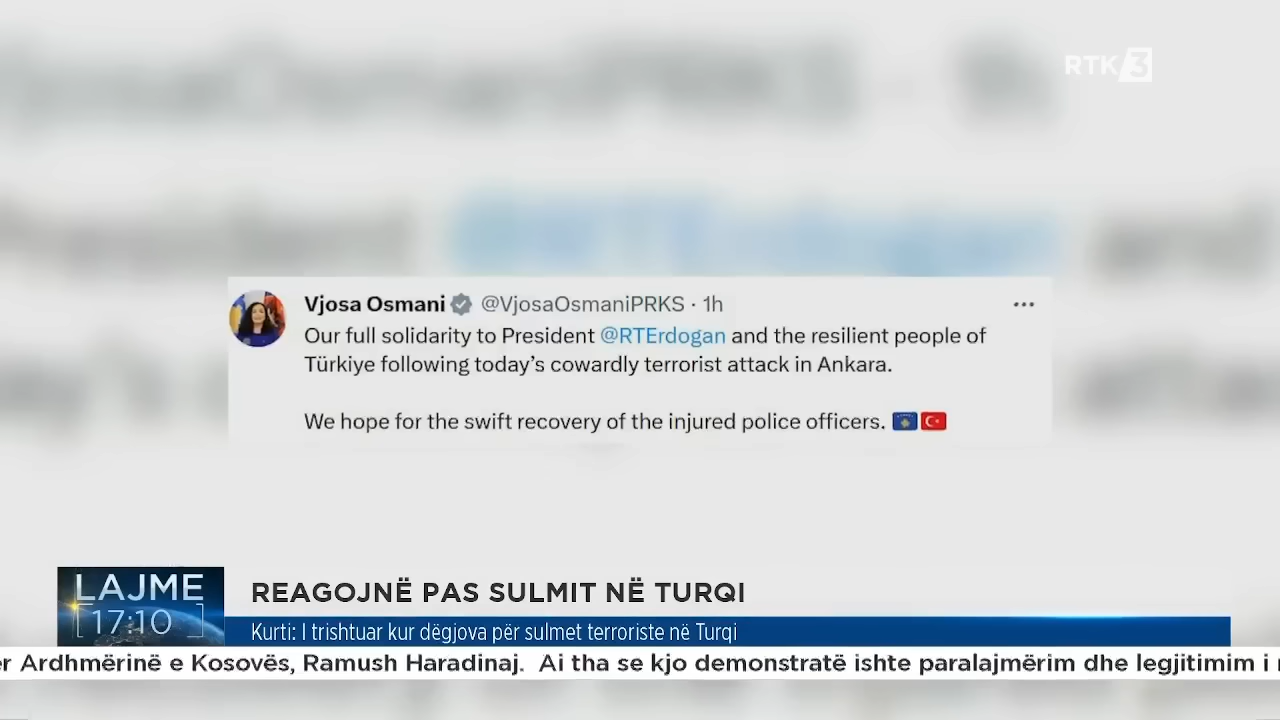 RTK 3
Vjosa Osmani @VjosaOsmaniPRKS · 1h
Our full solidarity to President @RTErdogan and the resilient people of
Türkiye following today's cowardly terrorist attack in Ankara.
We hope for the swift recovery of the injured police officers.
LAJME
17:10
REAGOJNË PAS SULMIT NË TURQI
Kurti: I trishtuar kur dëgjova për sulmet terroriste në Turqi
Ardhmërinë e Kosovës, Ramush Haradinaj. Ai tha se kjo demonstratë ishte paralajmërim dhe legjitimim i